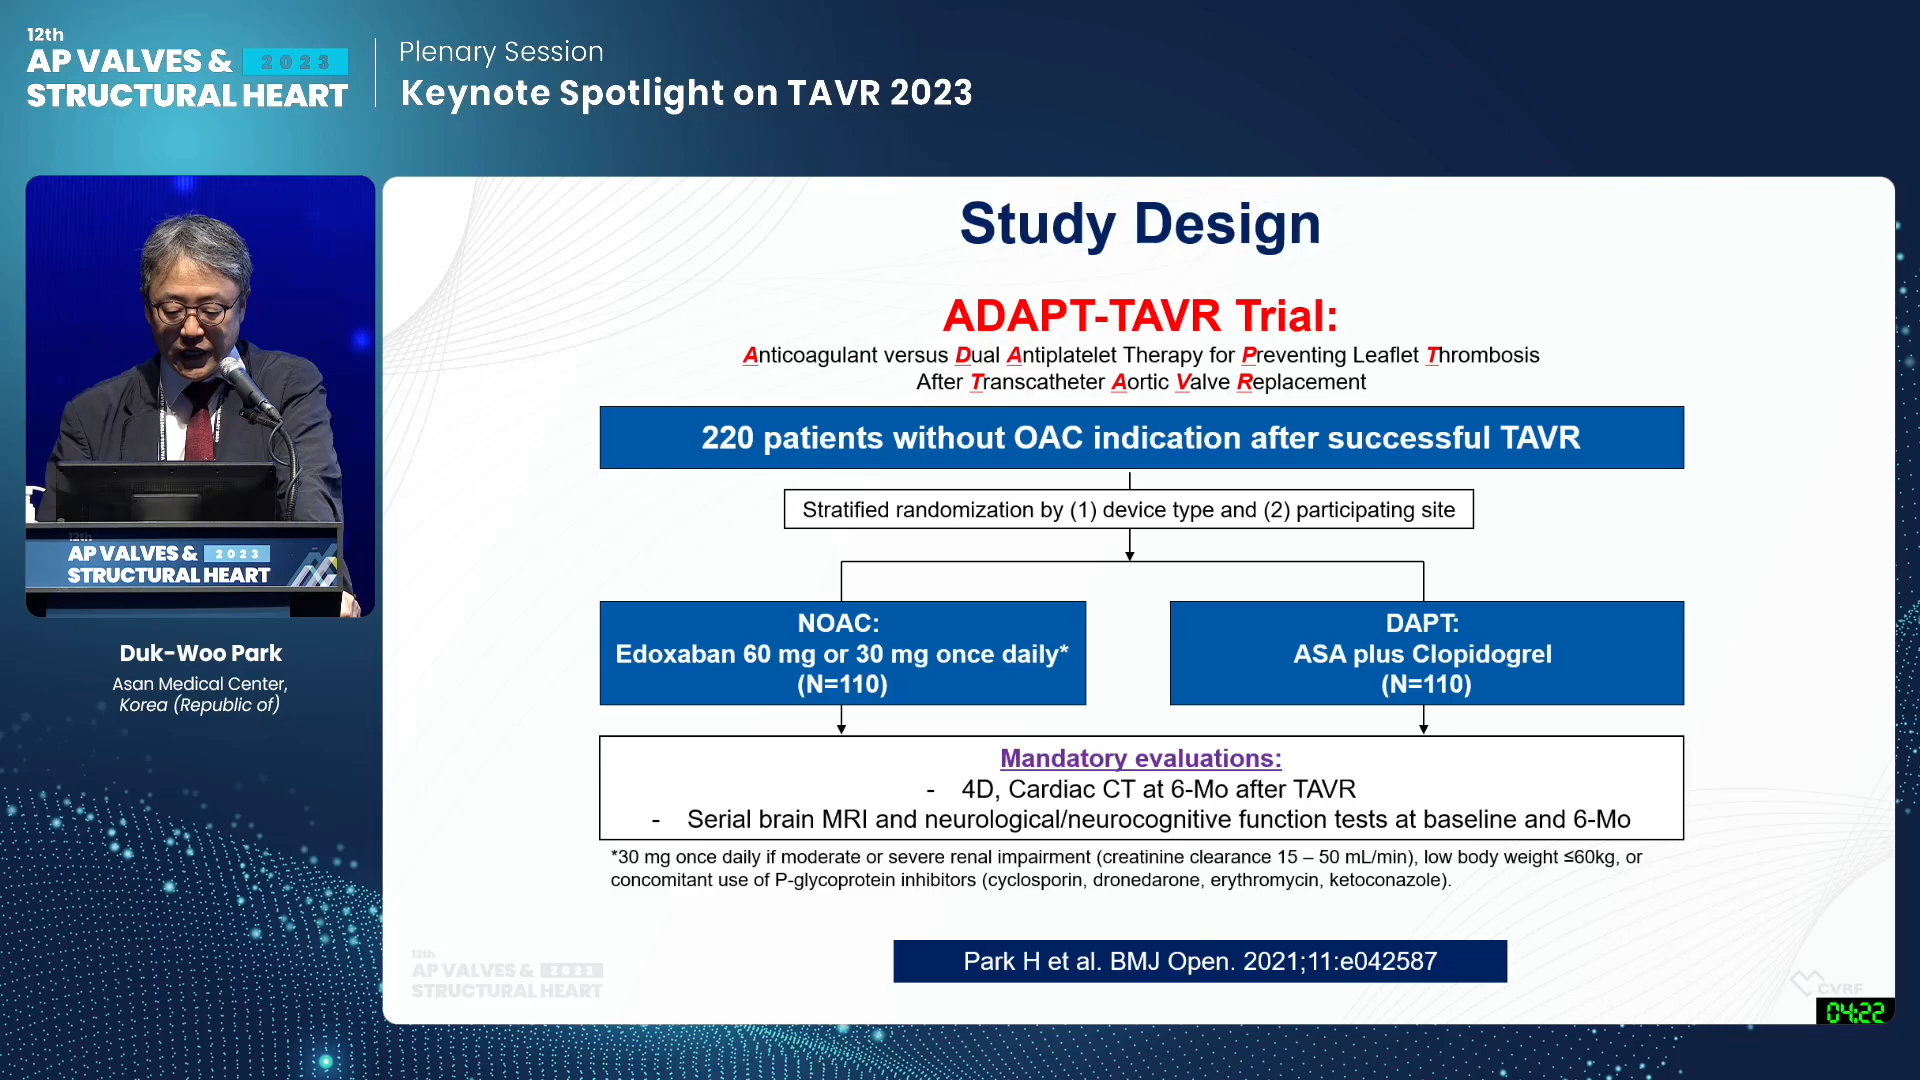 12th
AP VALVES & 2023
STRUCTURAL HEART
Plenary Session
Keynote Spotlight on TAVR 2023
12th
AP VALVES & 2023
STRUCTURAL HEART
Duk-Woo Park
Asan Medical Center,
Korea (Republic of)
Study Design
ADAPT-TAVR Trial:
Anticoagulant versus Dual Antiplatelet Therapy for Preventing Leaflet Thrombosis
After Transcatheter Aortic Valve Replacement
220 patients without OAC indication after successful TAVR
Stratified randomization by (1) device type and (2) participating site
NOAC:
Edoxaban 60 mg or 30 mg once daily*
(N=110)
DAPT:
ASA plus Clopidogrel
(N=110)
Mandatory evaluations:
- 4D, Cardiac CT at 6-Mo after TAVR
- Serial brain MRI and neurological/neurocognitive function tests at baseline and 6-Mo
*30 mg once daily if moderate or severe renal impairment (creatinine clearance 15 – 50 mL/min), low body weight ≤60kg, or
concomitant use of P-glycoprotein inhibitors (cyclosporin, dronedarone, erythromycin, ketoconazole).
Park H et al. BMJ Open. 2021;11:e042587
12th
AP VALVES & 2023
STRUCTURAL HEART
CVRF
04:22